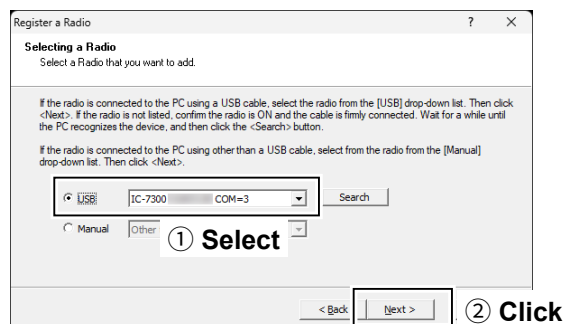 Register a Radio ? ×
Selecting a Radio
Select a Radio that you want to add.
If the radio is connected to the PC using a USB cable, select the radio from the [USB] drop-down list. Then click
<Next>. If the radio is not listed, confirm the radio is ON and the cable is firmly connected. Wait for a while until
the PC recognizes the device, and then click the <Search> button.
If the radio is connected to the PC using other than a USB cable, select from the radio from the [Manual]
drop-down list. Then click <Next>.
USB IC-7300 COM=3 Search
Manual Other
① Select
< Back Next >
② Click